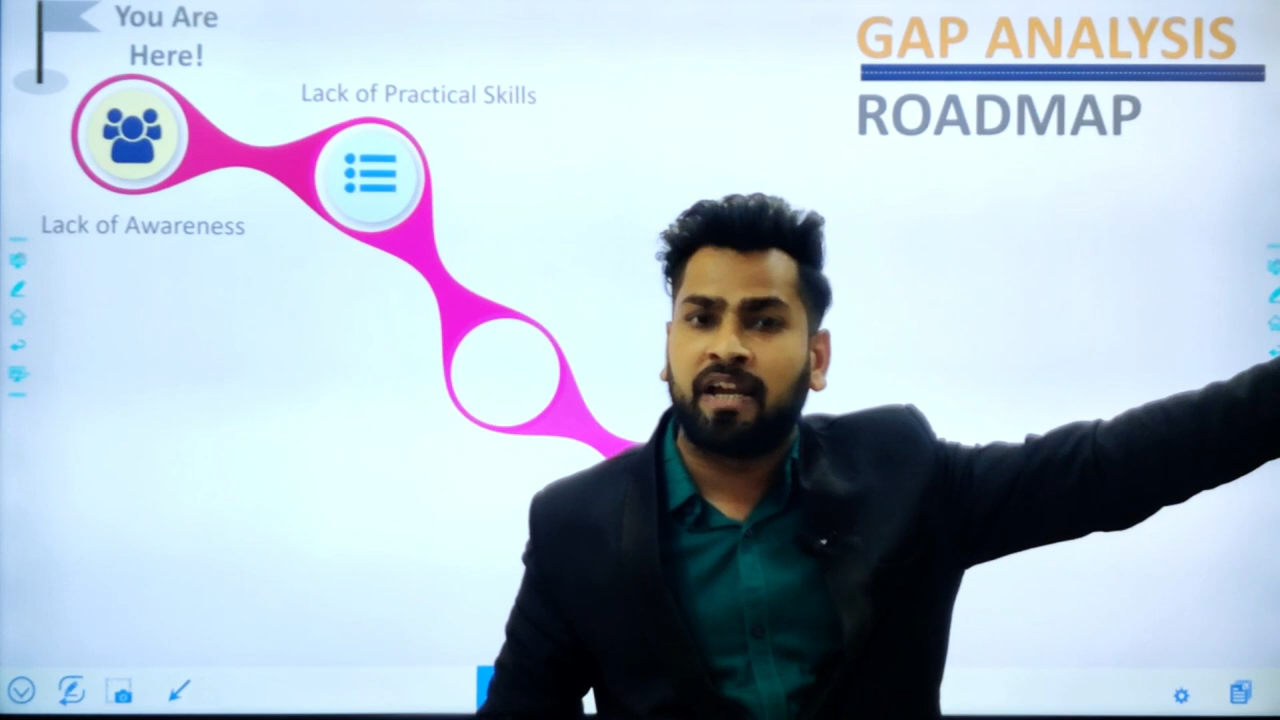 You Are
Here!
GAP ANALYSIS
ROADMAP
Lack of Practical Skills
Lack of Awareness